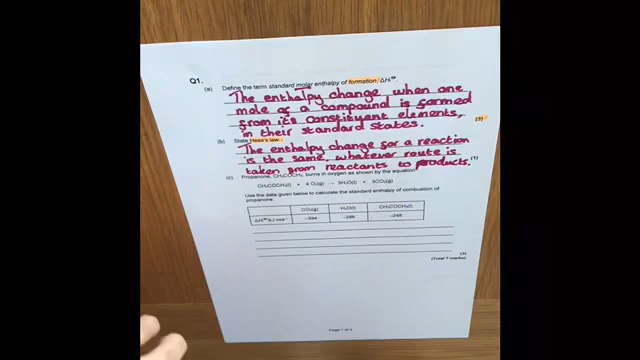 Q1.
(a) Define the term standard molar enthalpy of formation, ΔHf⊖
The enthalpy change when one
mole of a compound is formed
from its constituent elements,
in their standard states.
(3)
(b) State Hess's law.
The enthalpy change for a reaction
is the same, whatever route is
taken from reactants to products.
(1)
(c) Propanone, CH3COCH3, burns in oxygen as shown by the equation
CH3COCH3(l) + 4 O2(g) → 3H2O(l) + 3CO2(g)
Use the data given below to calculate the standard enthalpy of combustion of
propanone.
CO2(g) H2O(l) CH3COCH3(l)
ΔHf⊖/kJ mol⁻¹ −394 −286 −248
(3)
(Total 7 marks)
Page 1 of